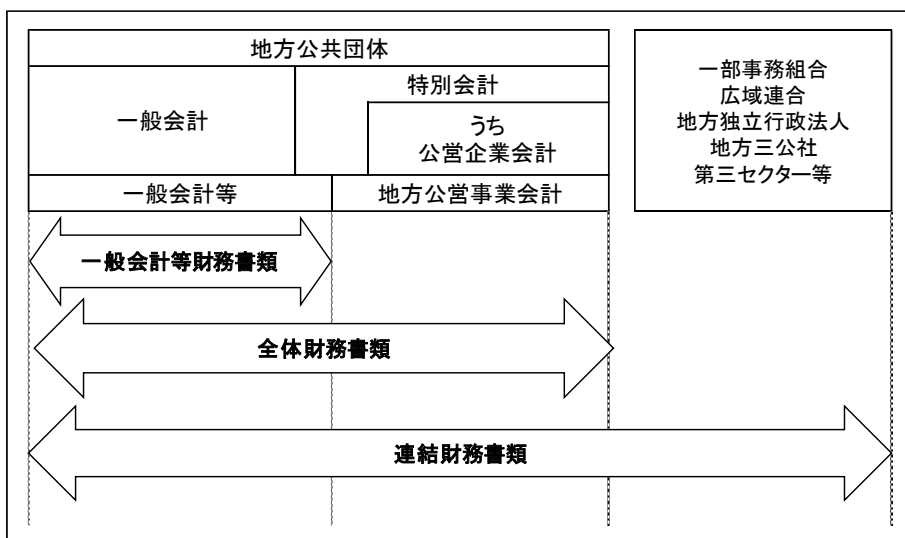 地方公共団体
一般会計
特別会計
うち
公営企業会計
一般会計等
地方公営事業会計
一部事務組合
広域連合
地方独立行政法人
地方三公社
第三セクター等
一般会計等財務書類
全体財務書類
連結財務書類